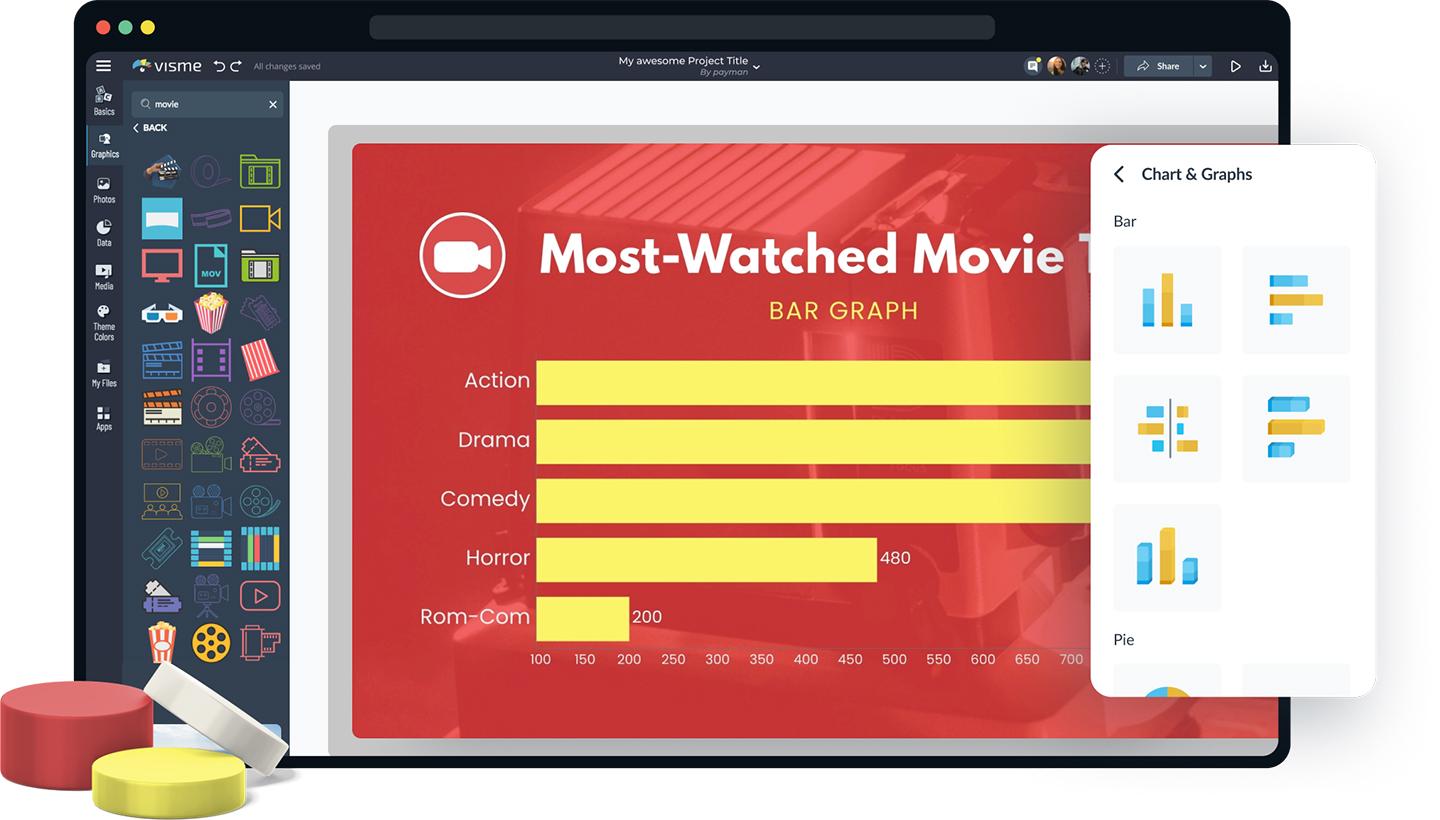 My awesome Project Title
By payman
VISME
All changes saved
Share
movie
BACK
Basics
Graphics
Photos
Data
Media
Theme
Colors
My Files
Apps
MOV
Most-Watched Movie
BAR GRAPH
Action
Drama
Comedy
Horror 480
Rom-Com 200
100 150 200 250 300 350 400 450 500 550 600 650 700
Chart & Graphs
Bar
Pie